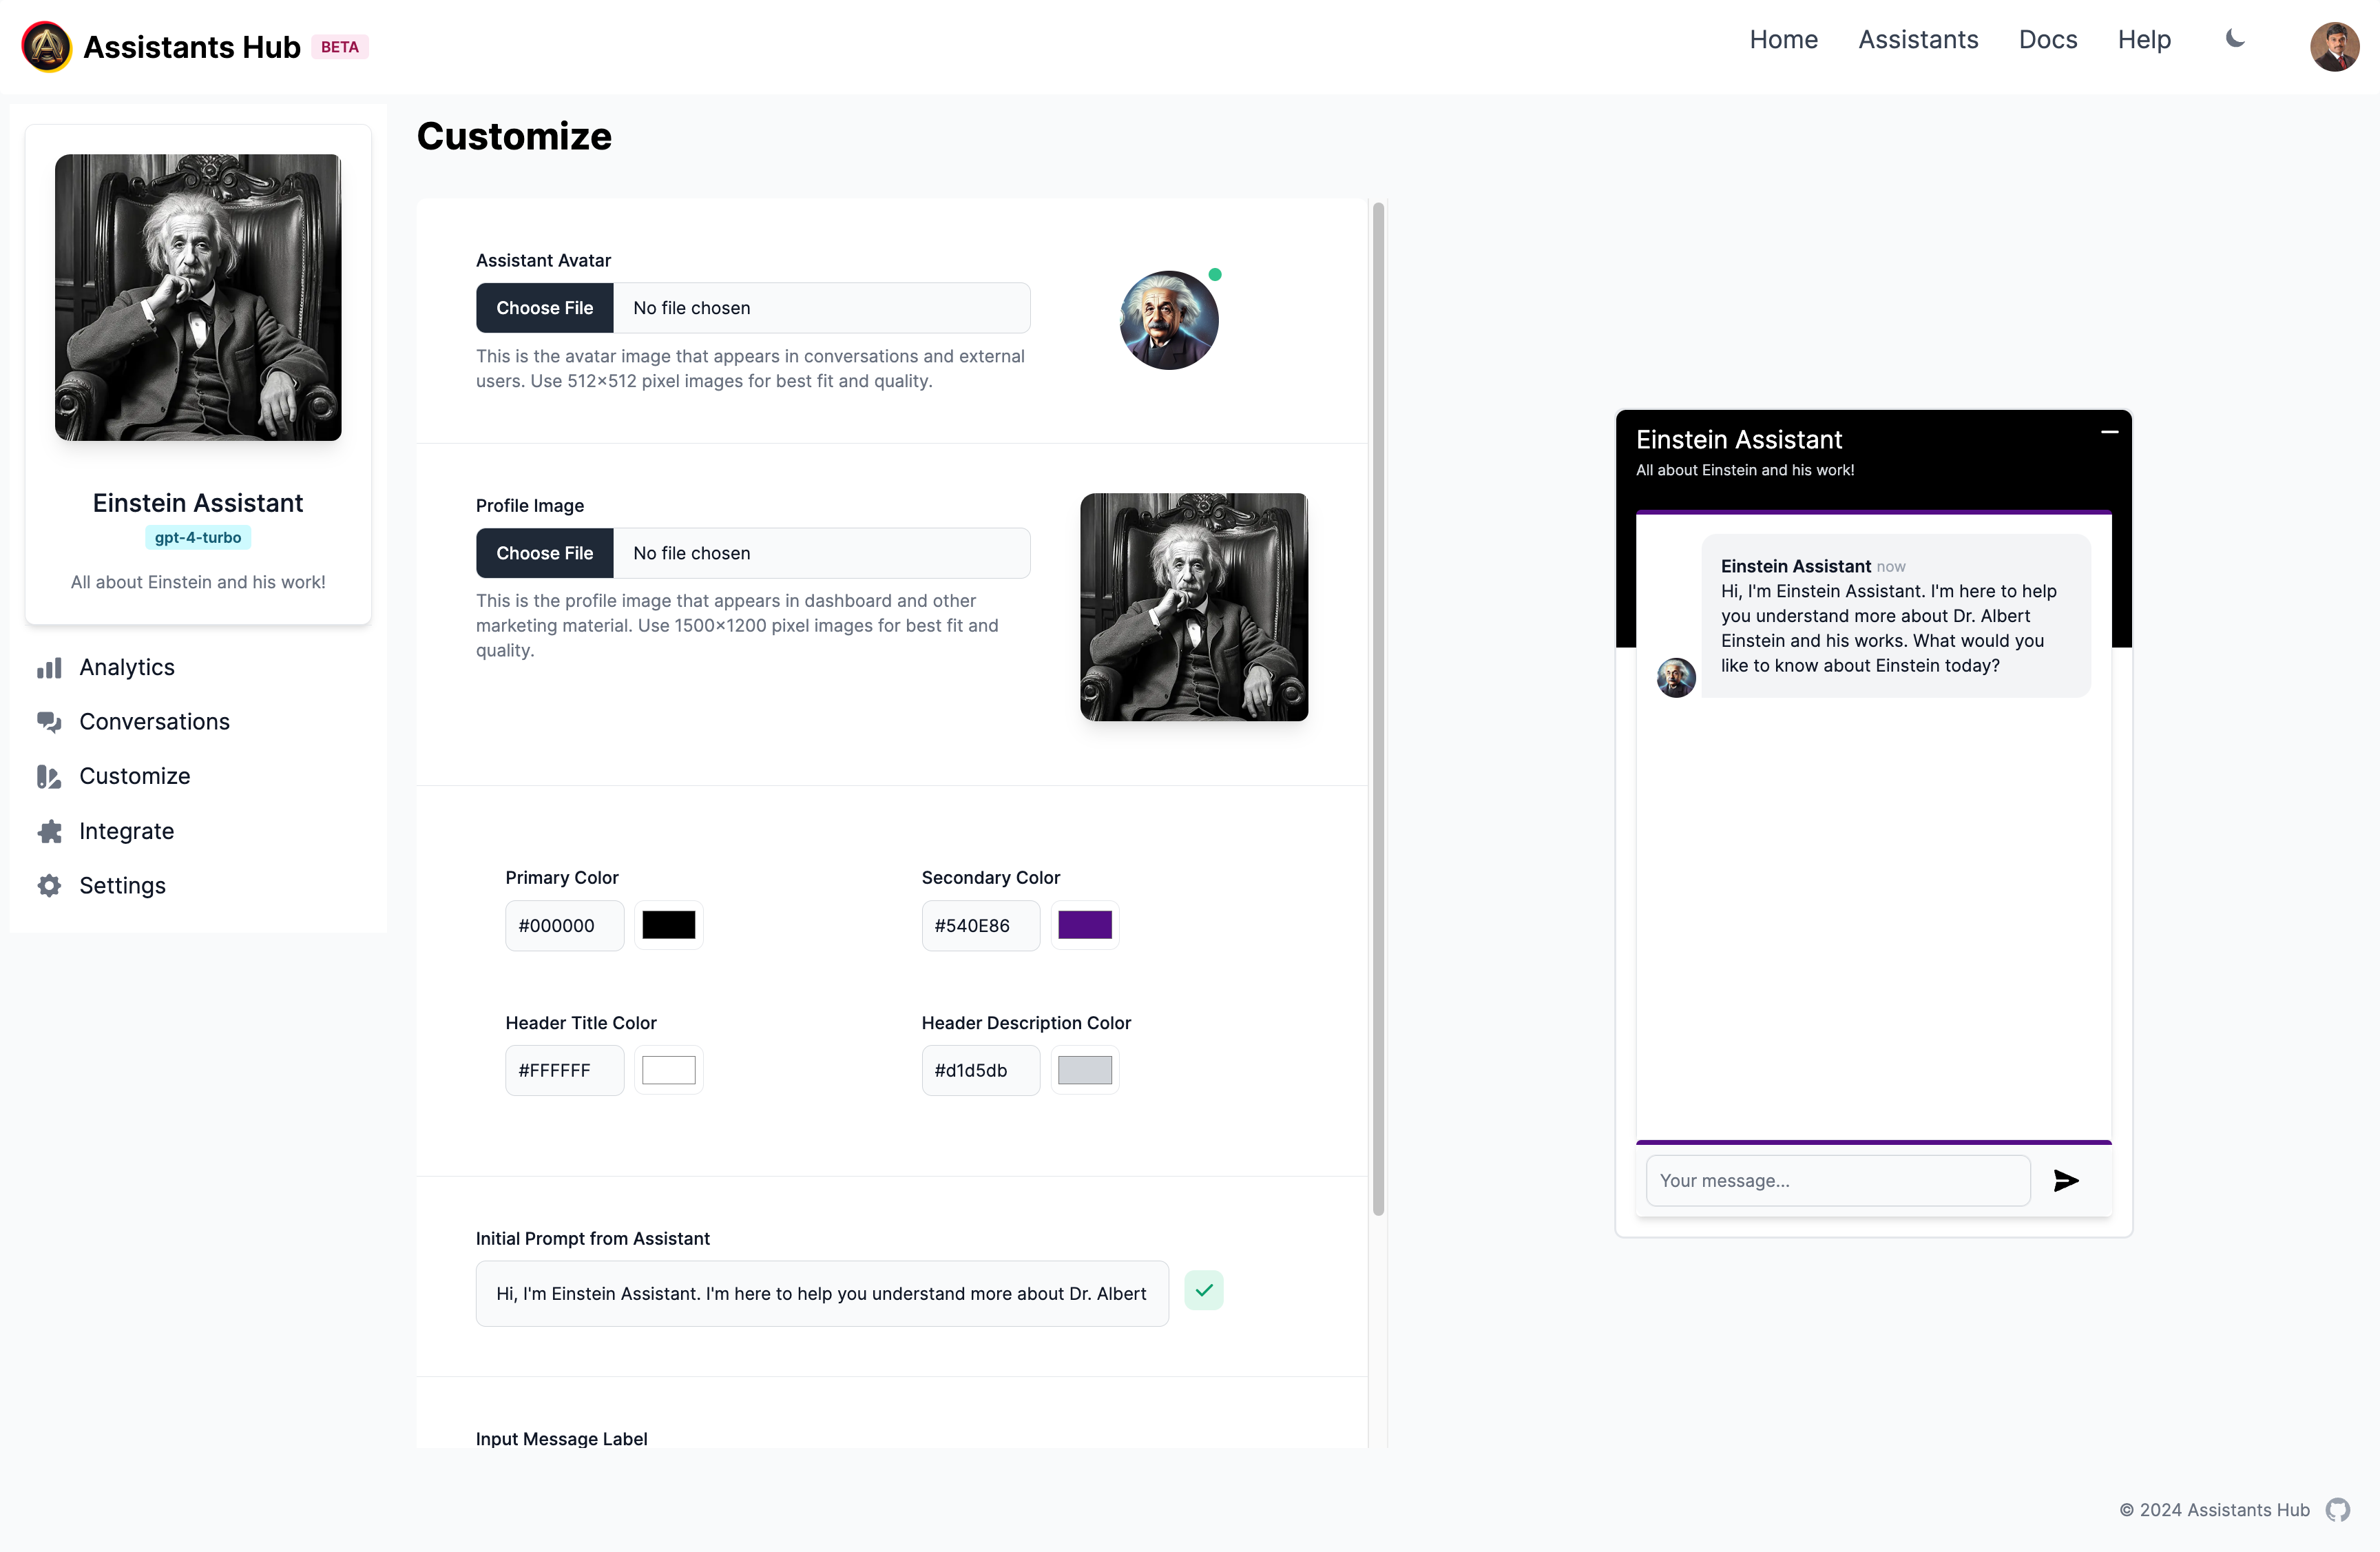 Assistants Hub BETA
Home Assistants Docs Help
Einstein Assistant
gpt-4-turbo
All about Einstein and his work!
Analytics
Conversations
Customize
Integrate
Settings
Customize
Assistant Avatar
Choose File No file chosen
This is the avatar image that appears in conversations and external
users. Use 512x512 pixel images for best fit and quality.
Profile Image
Choose File No file chosen
This is the profile image that appears in dashboard and other
marketing material. Use 1500x1200 pixel images for best fit and
quality.
Primary Color
#000000
Secondary Color
#540E86
Header Title Color
#FFFFFF
Header Description Color
#d1d5db
Initial Prompt from Assistant
Hi, I'm Einstein Assistant. I'm here to help you understand more about Dr. Albert
Input Message Label
Einstein Assistant
All about Einstein and his work!
Einstein Assistant now
Hi, I'm Einstein Assistant. I'm here to help
you understand more about Dr. Albert
Einstein and his works. What would you
like to know about Einstein today?
Your message...
© 2024 Assistants Hub